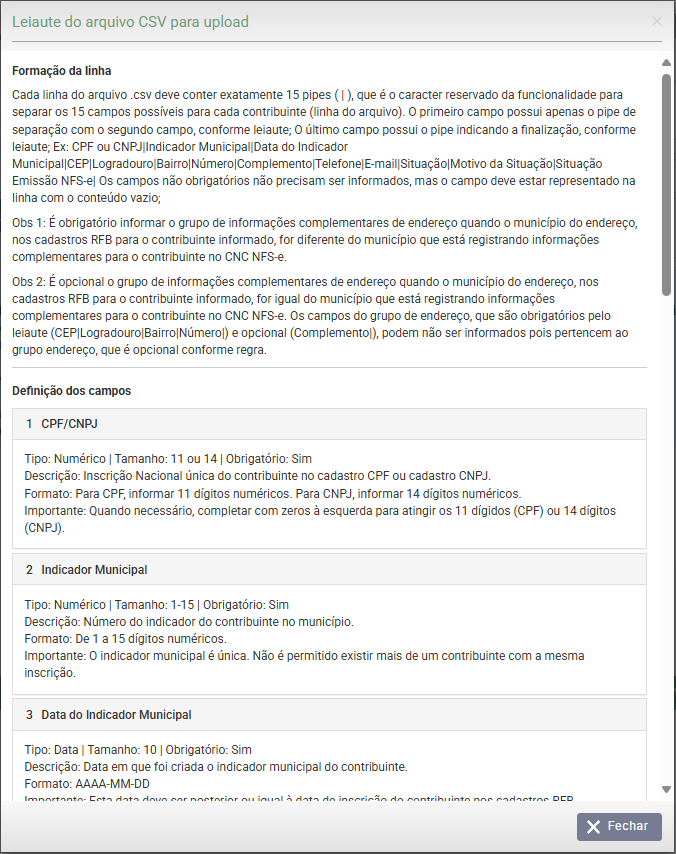 Leiaute do arquivo CSV para upload
Formação da linha
Cada linha do arquivo .csv deve conter exatamente 15 pipes ( | ), que é o caracter reservado da funcionalidade para
separar os 15 campos possíveis para cada contribuinte (linha do arquivo). O primeiro campo possui apenas o pipe de
separação com o segundo campo, conforme leiaute; O último campo possui o pipe indicando a finalização, conforme
leiaute; Ex: CPF ou CNPJ|Indicador Municipal|Data do Indicador
Municipal|CEP|Logradouro|Bairro|Número|Complemento|Telefone|E-mail|Situação|Motivo da Situação|Situação
Emissão NFS-e| Os campos não obrigatórios não precisam ser informados, mas o campo deve estar representado na
linha com o conteúdo vazio;
Obs 1: É obrigatório informar o grupo de informações complementares de endereço quando o município do endereço,
nos cadastros RFB para o contribuinte informado, for diferente do município que está registrando informações
complementares para o contribuinte no CNC NFS-e.
Obs 2: É opcional o grupo de informações complementares de endereço quando o município do endereço, nos
cadastros RFB para o contribuinte informado, for igual do município que está registrando informações
complementares para o contribuinte no CNC NFS-e. Os campos do grupo de endereço, que são obrigatórios pelo
leiaute (CEP|Logradouro|Bairro|Número|) e opcional (Complemento|), podem não ser informados pois pertencem ao
grupo endereço, que é opcional conforme regra.
Definição dos campos
1 CPF/CNPJ
Tipo: Numérico | Tamanho: 11 ou 14 | Obrigatório: Sim
Descrição: Inscrição Nacional única do contribuinte no cadastro CPF ou cadastro CNPJ.
Formato: Para CPF, informar 11 dígitos numéricos. Para CNPJ, informar 14 dígitos numéricos.
Importante: Quando necessário, completar com zeros à esquerda para atingir os 11 dígidos (CPF) ou 14 dígitos
(CNPJ).
2 Indicador Municipal
Tipo: Numérico | Tamanho: 1-15 | Obrigatório: Sim
Descrição: Número do indicador do contribuinte no município.
Formato: De 1 a 15 dígitos numéricos.
Importante: O indicador municipal é única. Não é permitido existir mais de um contribuinte com a mesma
inscrição.
3 Data do Indicador Municipal
Tipo: Data | Tamanho: 10 | Obrigatório: Sim
Descrição: Data em que foi criada o indicador municipal do contribuinte.
Formato: AAAA-MM-DD
Importante: Esta data deve ser posterior ou igual à data de inscrição do contribuinte nos cadastros RFB
Fechar